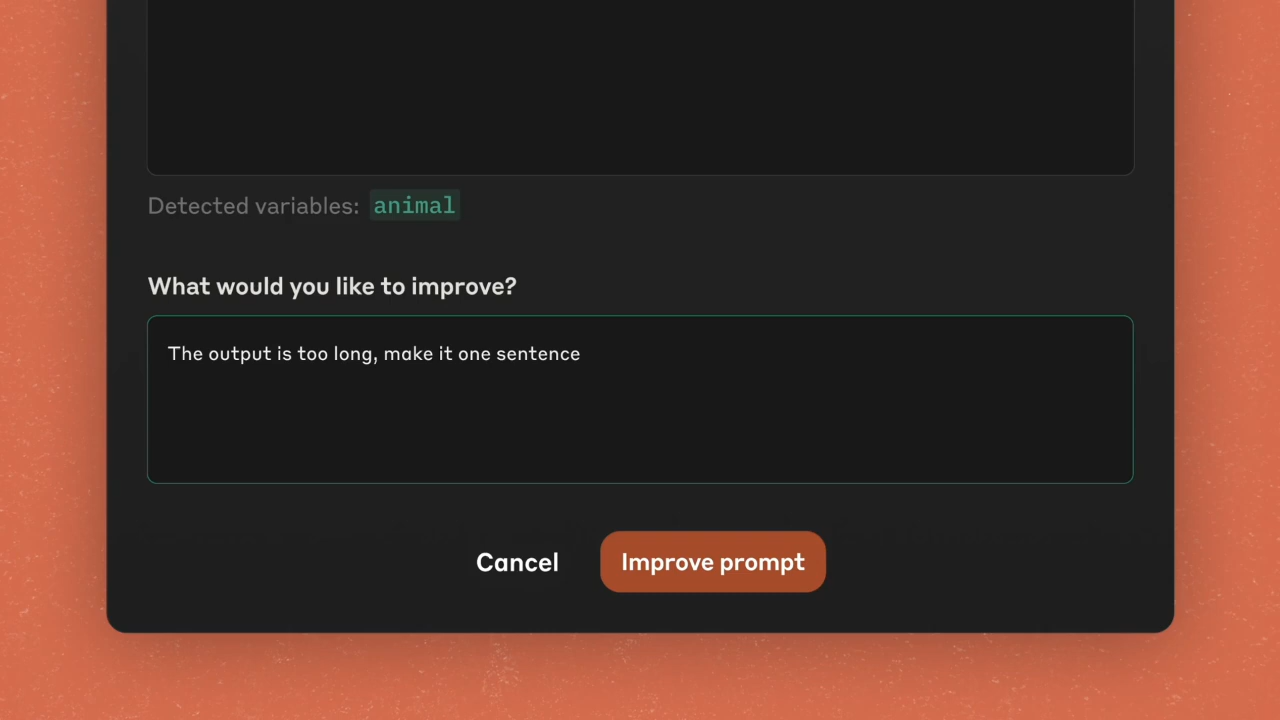 Detected variables: animal
What would you like to improve?
The output is too long, make it one sentence
Cancel Improve prompt